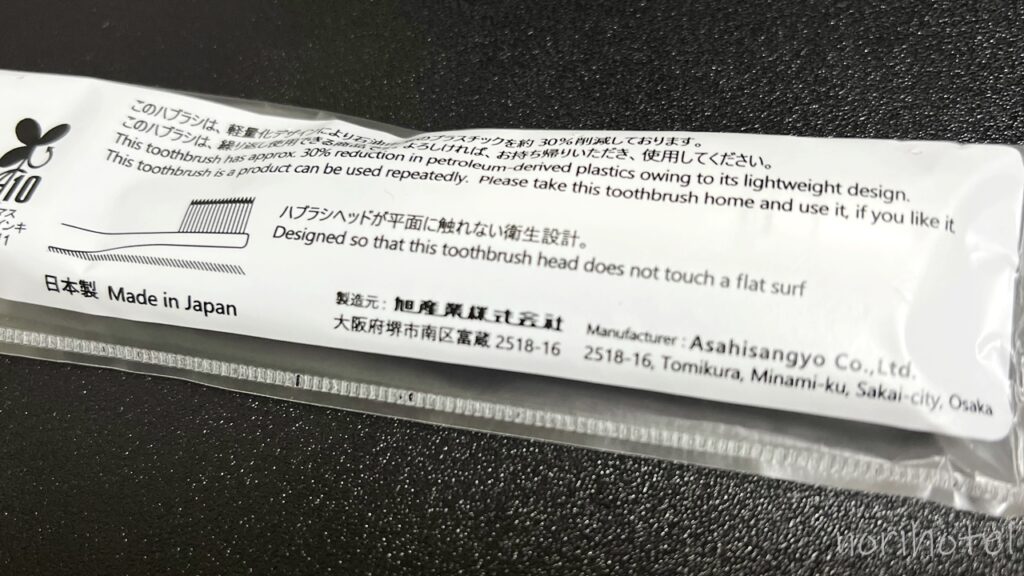 このハブラシは、軽量化デザインにより石油由来プラスチックを約30%削減しております。
このハブラシは、繰り返し使用できる商品です。よろしければ、お持ち帰りいただき、使用してください。
This toothbrush has approx. 30% reduction in petroleum-derived plastics owing to its lightweight design.
This toothbrush is a product can be used repeatedly. Please take this toothbrush home and use it, if you like it
ハブラシヘッドが平面に触れない衛生設計。
Designed so that this toothbrush head does not touch a flat surf
日本製 Made in Japan
製造元: 旭産業株式会社
大阪府堺市南区富蔵 2518-16
Manufacturer : Asahisangyo Co.,Ltd.
2518-16, Tomikura, Minami-ku, Sakai-city, Osaka
マス
インキ
11
norihotel